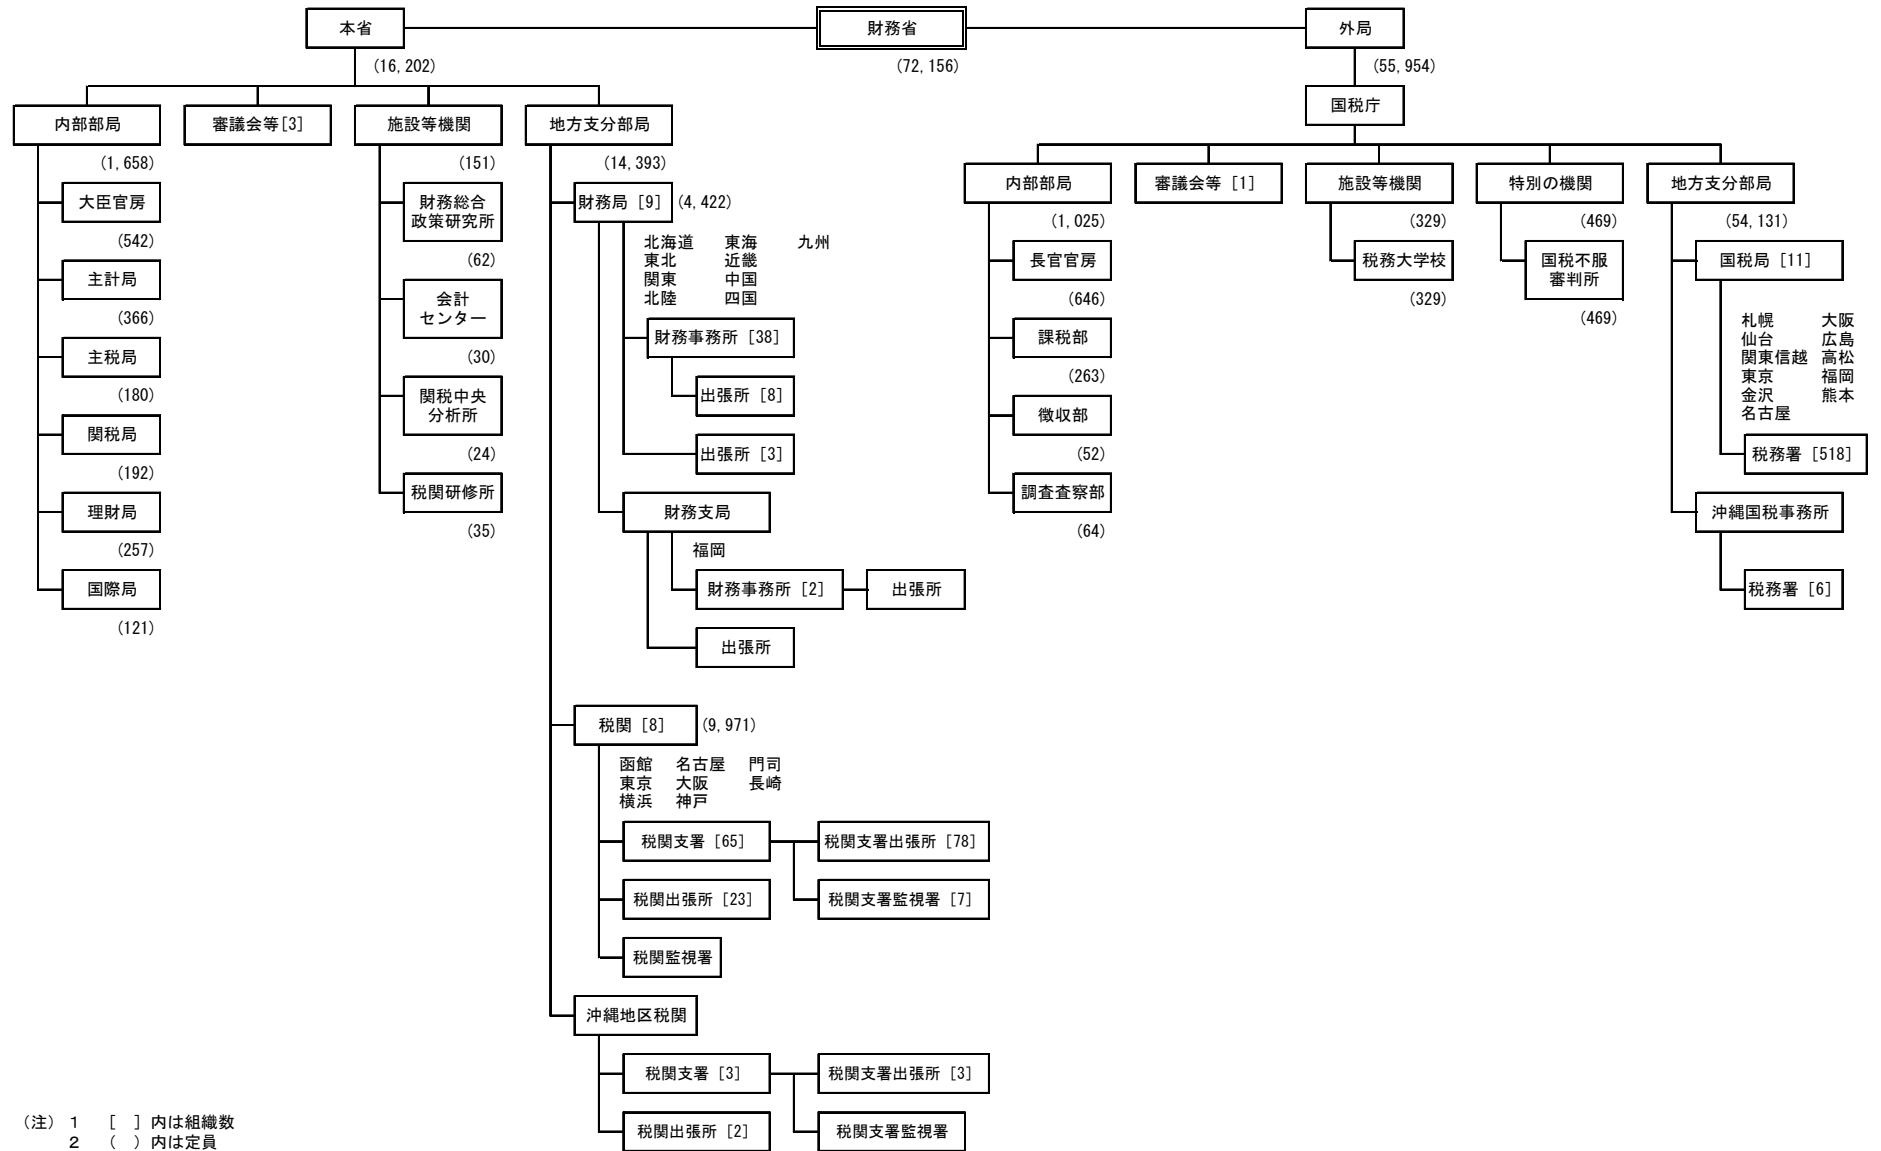 本省
財務省
外局
(16,202)
(72,156)
(55,954)
国税庁
内部部局
審議会等[3]
施設等機関
地方支分部局
(1,658)
(151)
(14,393)
大臣官房
(542)
主計局
(366)
主税局
(180)
関税局
(192)
理財局
(257)
国際局
(121)
財務総合
政策研究所
(62)
会計
センター
(30)
関税中央
分析所
(24)
税関研修所
(35)
財務局 [9] (4,422)
北海道 東海 九州
東北 近畿
関東 中国
北陸 四国
財務事務所 [38]
出張所 [8]
出張所 [3]
財務支局
福岡
財務事務所 [2]
出張所
出張所
税関 [8] (9,971)
函館 名古屋 門司
東京 大阪 長崎
横浜 神戸
税関支署 [65]
税関支署出張所 [78]
税関出張所 [23]
税関支署監視署 [7]
税関監視署
沖縄地区税関
税関支署 [3]
税関支署出張所 [3]
税関出張所 [2]
税関支署監視署
内部部局
審議会等 [1]
施設等機関
特別の機関
地方支分部局
(1,025)
(329)
(469)
(54,131)
長官官房
(646)
課税部
(263)
徴収部
(52)
調査査察部
(64)
税務大学校
(329)
国税不服
審判所
(469)
国税局 [11]
札幌 大阪
仙台 広島
関東信越 高松
東京 福岡
金沢 熊本
名古屋
税務署 [518]
沖縄国税事務所
税務署 [6]
(注) 1 [ ] 内は組織数
2 ( ) 内は定員